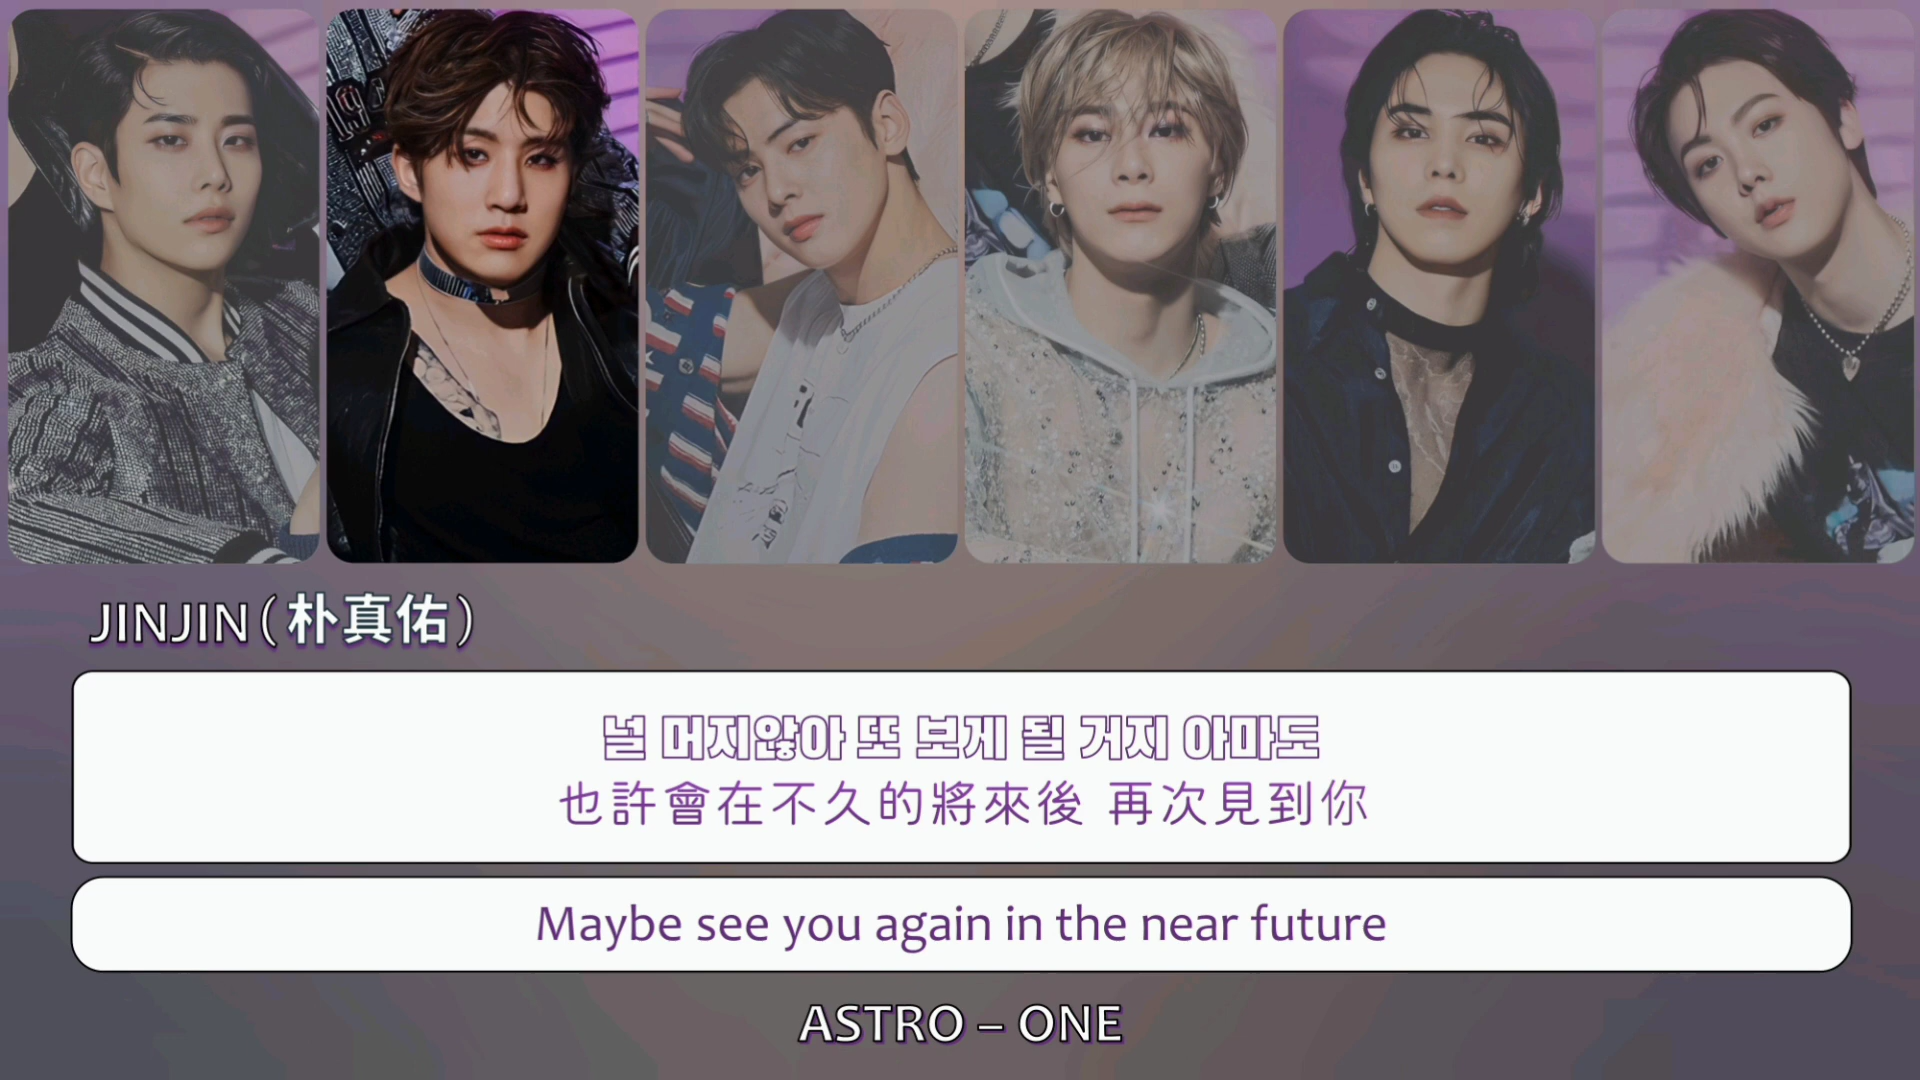 JINJIN(朴真佑)
널 머지않아 또 보게 될 거지 아마도
也許會在不久的將來後 再次見到你
Maybe see you again in the near future
ASTRO – ONE